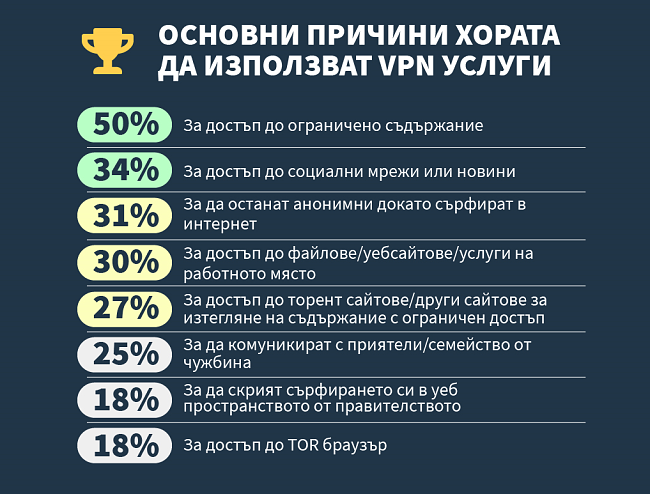 ОСНОВНИ ПРИЧИНИ ХОРАТА
ДА ИЗПОЛЗВАТ VPN УСЛУГИ
50% За достъп до ограничено съдържание
34% За достъп до социални мрежи или новини
31% За да останат анонимни докато сърфират в
интернет
30% За достъп до файлове/уебсайтове/услуги на
работното място
27% За достъп до торент сайтове/други сайтове за
изтегляне на съдържание с ограничен достъп
25% За да комуникират с приятели/семейство от
чужбина
18% За да скрият сърфирането си в уеб
пространството от правителството
18% За достъп до TOR браузър